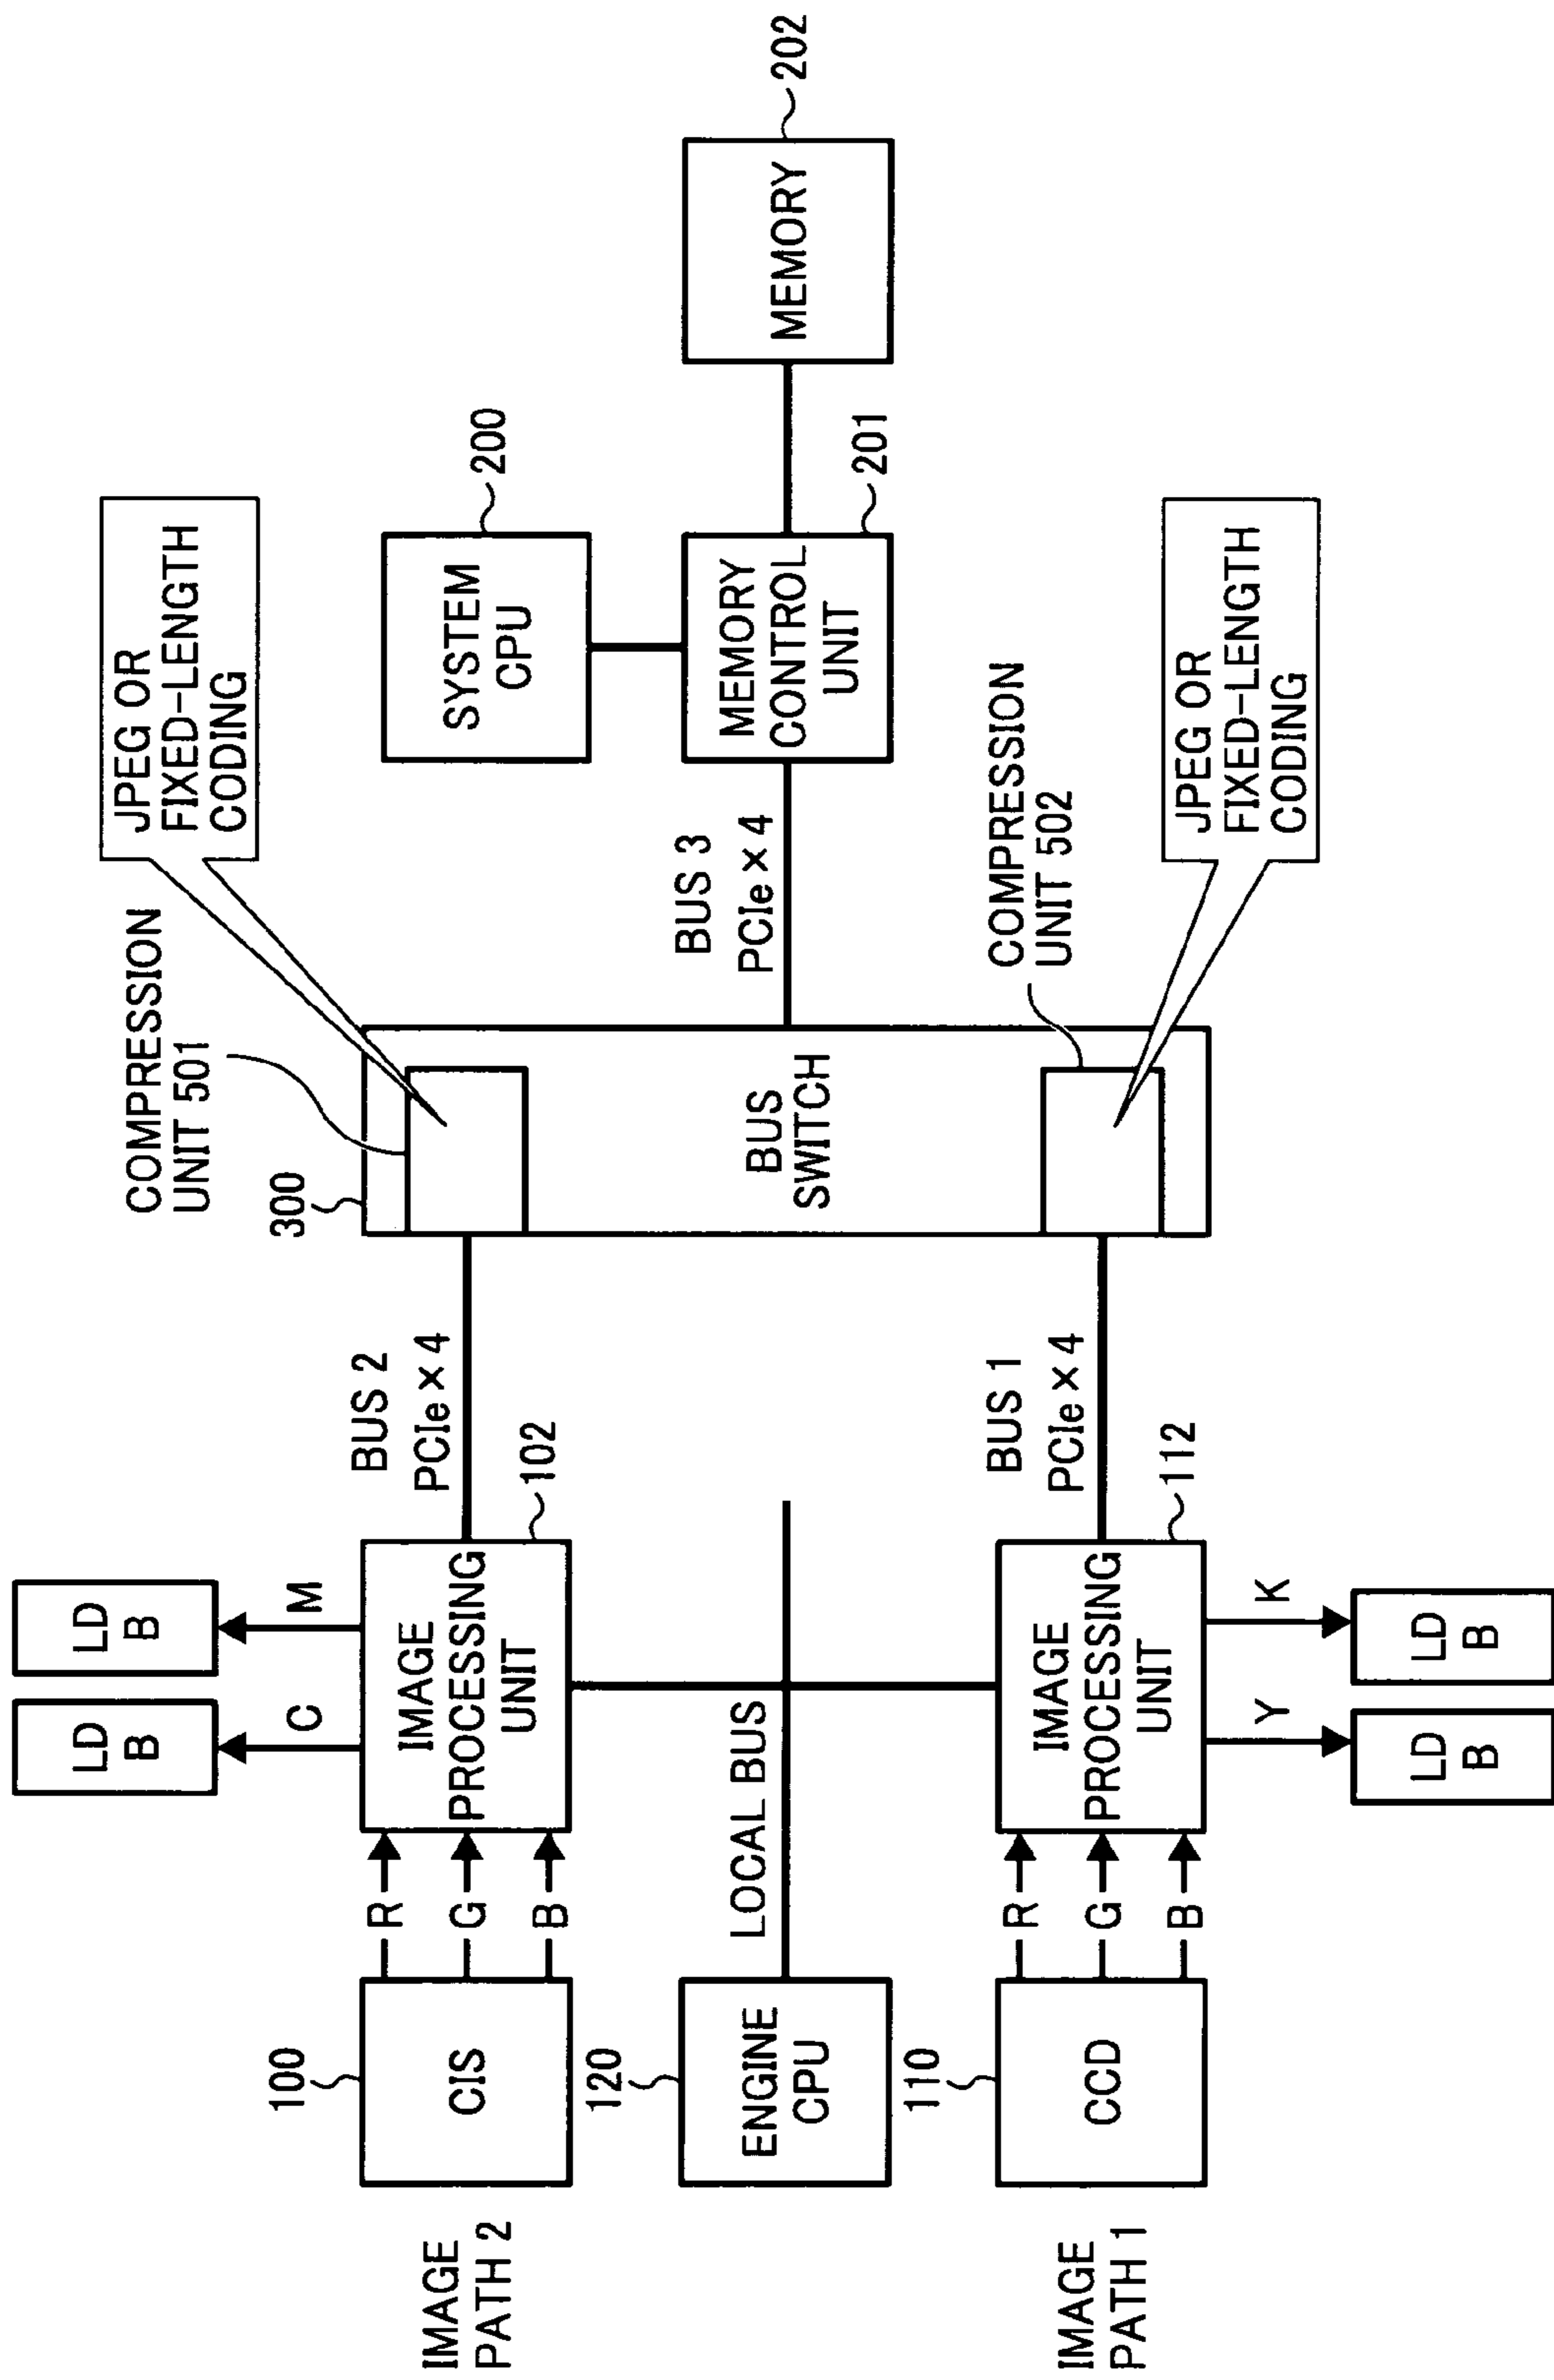 IMAGE
PATH 2
100
CIS
R
G
B
LD
B
LD
B
C
M
IMAGE
PROCESSING
UNIT
102
BUS 2
PCIe × 4
COMPRESSION
UNIT 501
300
JPEG OR
FIXED-LENGTH
CODING
120
ENGINE
CPU
LOCAL BUS
BUS
SWITCH
BUS 3
PCIe × 4
SYSTEM
CPU
200
MEMORY
CONTROL
UNIT
201
MEMORY
202
IMAGE
PATH 1
110
CCD
R
G
B
IMAGE
PROCESSING
UNIT
112
Y
K
LD
B
LD
B
BUS 1
PCIe × 4
COMPRESSION
UNIT 502
JPEG OR
FIXED-LENGTH
CODING